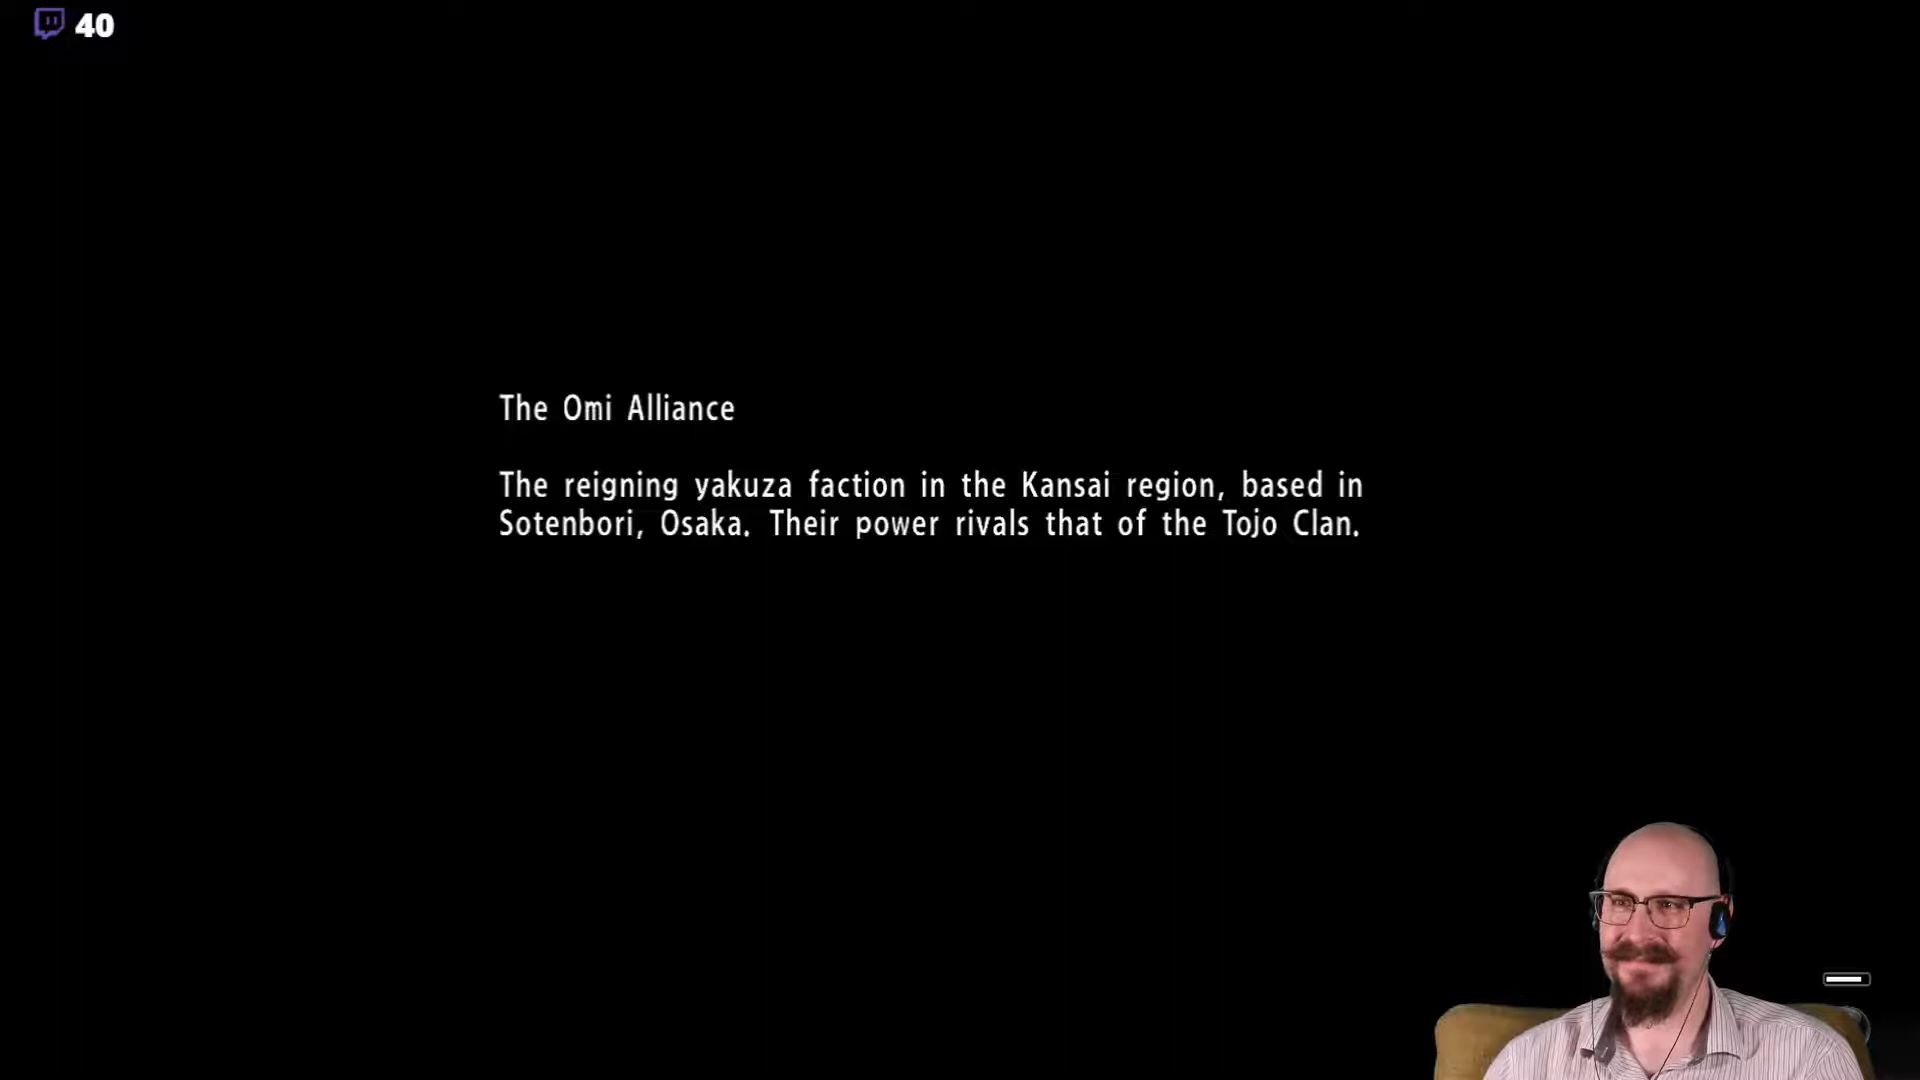 40
The Omi Alliance
The reigning yakuza faction in the Kansai region, based in
Sotenbori, Osaka. Their power rivals that of the Tojo Clan.